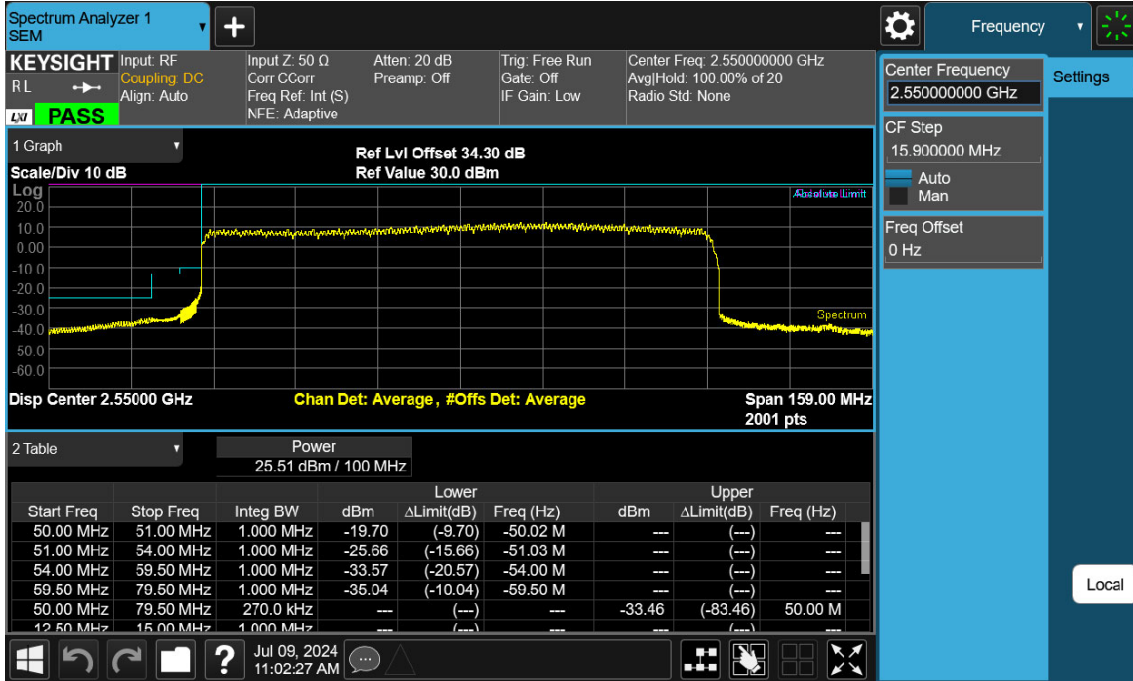 Spectrum Analyzer 1
SEM
Frequency
KEYSIGHT
R L
LXI
PASS
Input: RF
Coupling: DC
Align: Auto
Input Z: 50 Ω
Corr CCorr
Freq Ref: Int (S)
NFE: Adaptive
Atten: 20 dB
Preamp: Off
Trig: Free Run
Gate: Off
IF Gain: Low
Center Freq: 2.550000000 GHz
Avg|Hold: 100.00% of 20
Radio Std: None
Center Frequency
2.550000000 GHz
Settings
CF Step
15.900000 MHz
Auto
Man
Freq Offset
0 Hz
Local
1 Graph
Scale/Div 10 dB
Ref Lvl Offset 34.30 dB
Ref Value 30.0 dBm
Log
20.0
10.0
0.00
-10.0
-20.0
-30.0
-40.0
50.0
-60.0
Absolute Limit
Spectrum
Disp Center 2.55000 GHz
Chan Det: Average , #Offs Det: Average
Span 159.00 MHz
2001 pts
2 Table
Power
25.51 dBm / 100 MHz
Lower Upper
Start Freq Stop Freq Integ BW dBm ΔLimit(dB) Freq (Hz) dBm ΔLimit(dB) Freq (Hz)
50.00 MHz 51.00 MHz 1.000 MHz -19.70 (-9.70) -50.02 M --- (---) ---
51.00 MHz 54.00 MHz 1.000 MHz -25.66 (-15.66) -51.03 M --- (---) ---
54.00 MHz 59.50 MHz 1.000 MHz -33.57 (-20.57) -54.00 M --- (---) ---
59.50 MHz 79.50 MHz 1.000 MHz -35.04 (-10.04) -59.50 M --- (---) ---
50.00 MHz 79.50 MHz 270.0 kHz --- (---) --- -33.46 (-83.46) 50.00 M
12.50 MHz 15.00 MHz 1.000 MHz --- (---) --- --- (---) ---
Jul 09, 2024
11:02:27 AM